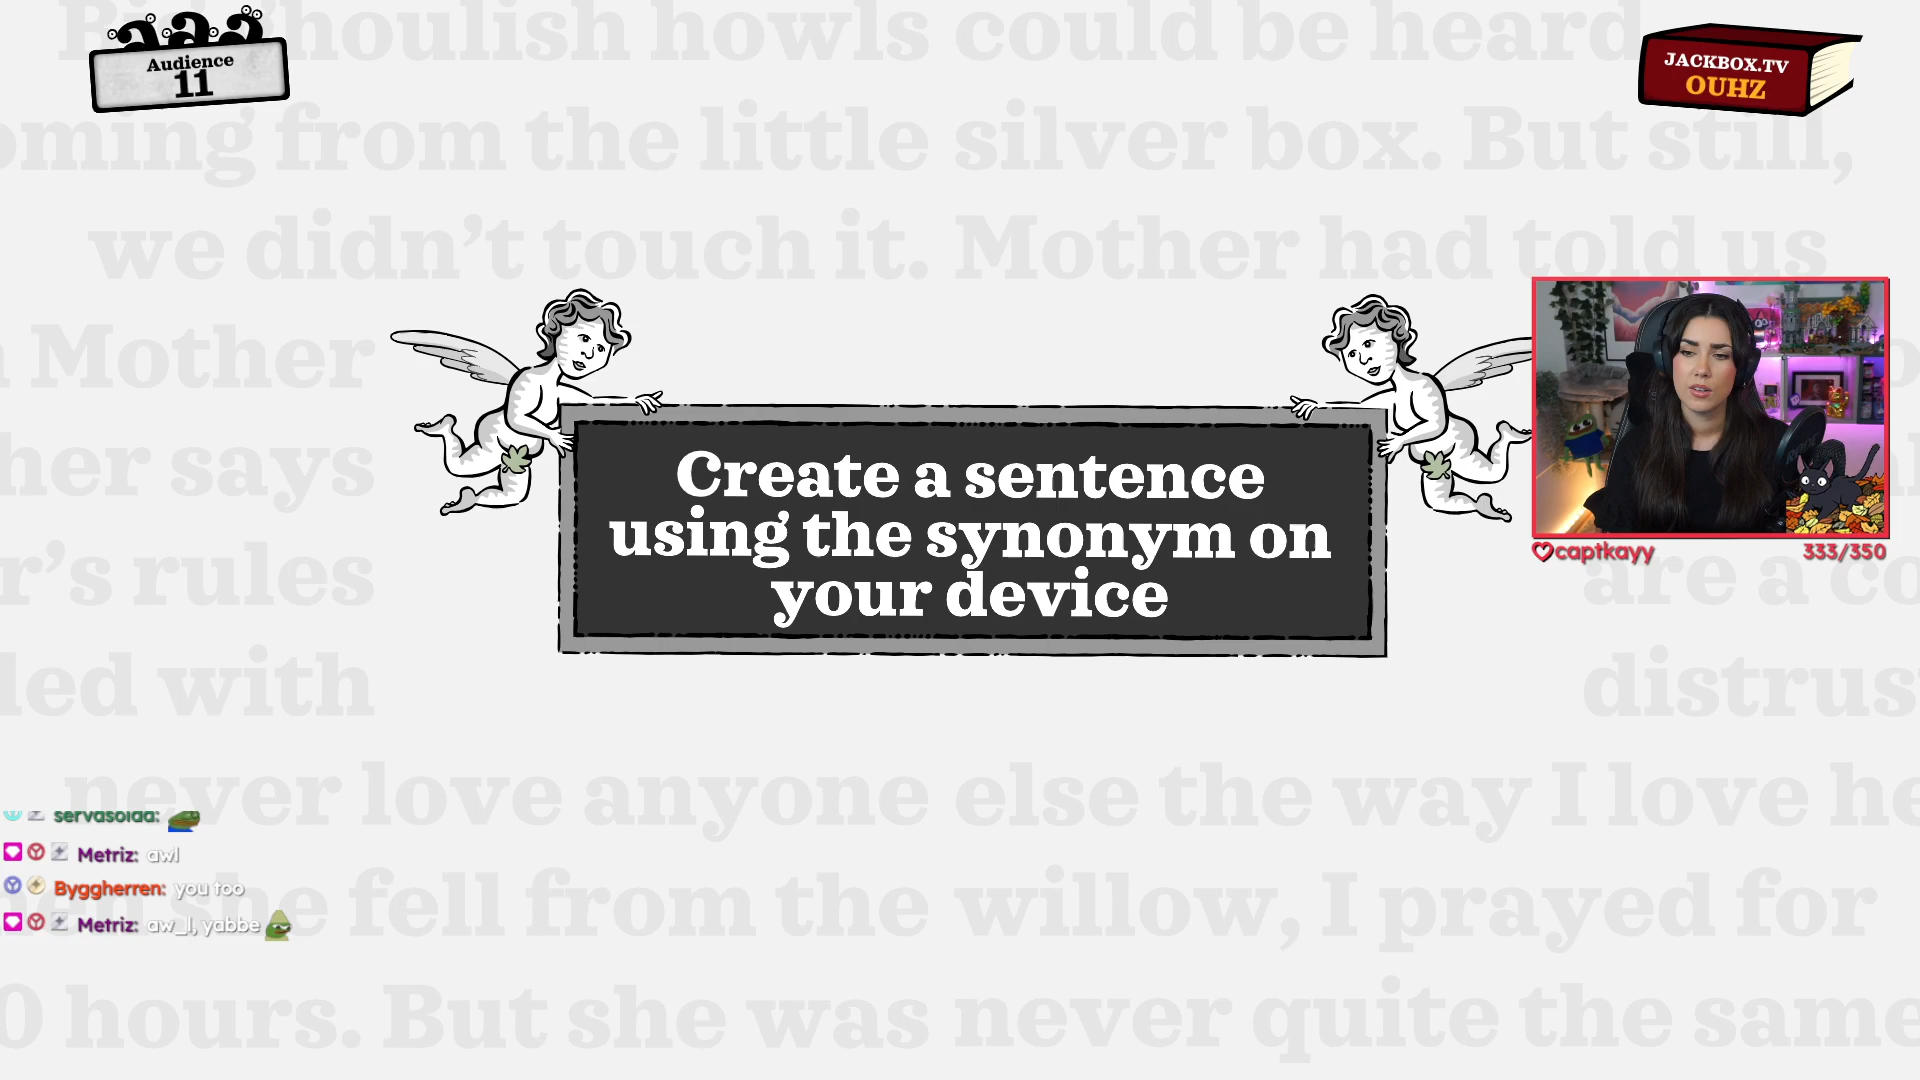 Bid Ghoulish howls could be heard
Audience
11
JACKBOX.TV
OUHZ
oming from the little silver box. But still,
we didn't touch it. Mother had told us
Mother
her says
r's rules
led with
Create a sentence
using the synonym on
your device
captkayy
333/350
are a co
distrus
never love anyone else the way I love he
servasoldd:
Metriz: awl
Byggherren: you too
Metriz: aw_l, yabbe
he fell from the willow, I prayed for
0 hours. But she was never quite the same